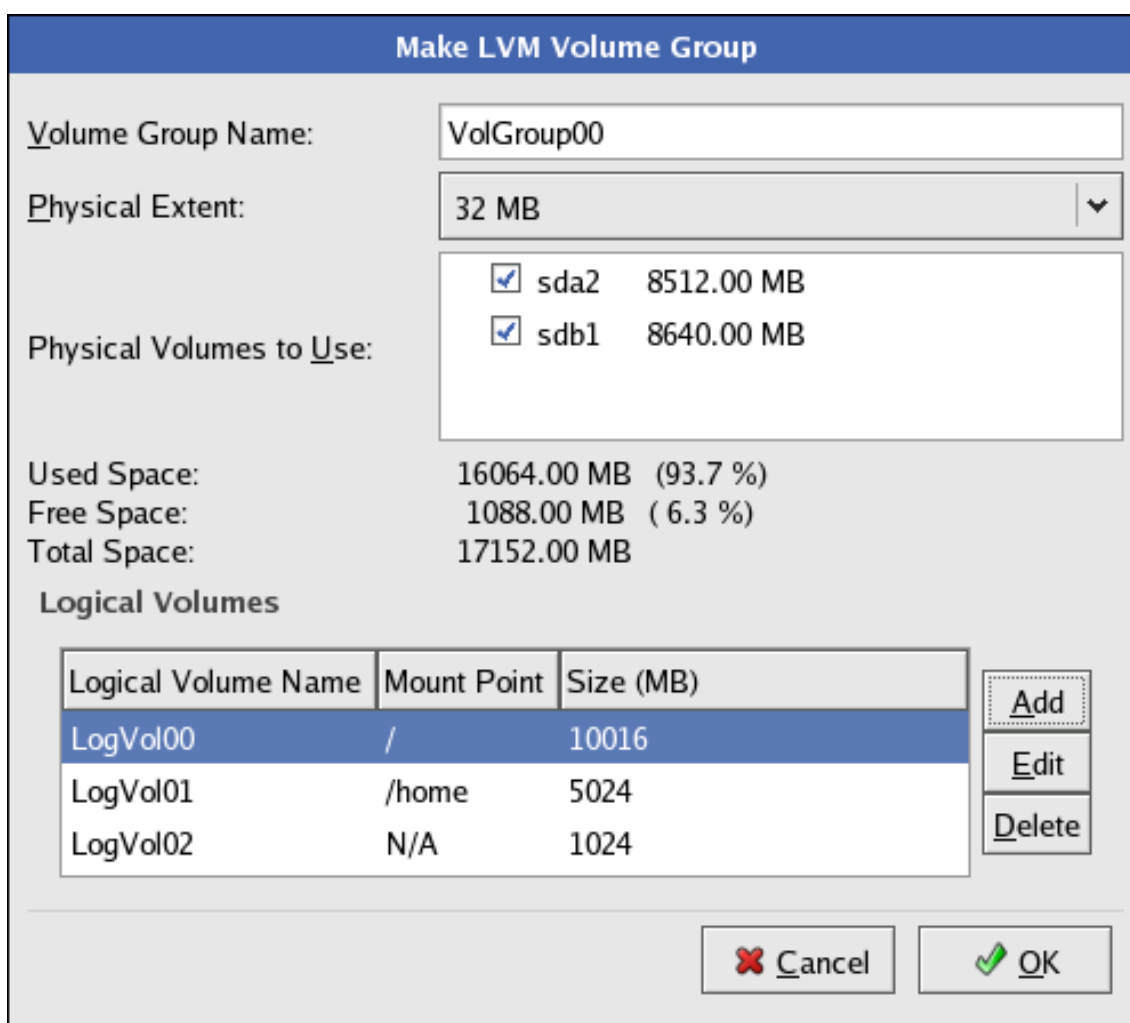 Make LVM Volume Group
Volume Group Name: VolGroup00
Physical Extent: 32 MB
Physical Volumes to Use:
sda2 8512.00 MB
sdb1 8640.00 MB
Used Space: 16064.00 MB (93.7 %)
Free Space: 1088.00 MB ( 6.3 %)
Total Space: 17152.00 MB
Logical Volumes
Logical Volume Name Mount Point Size (MB)
LogVol00 / 10016
LogVol01 /home 5024
LogVol02 N/A 1024
Add
Edit
Delete
Cancel OK